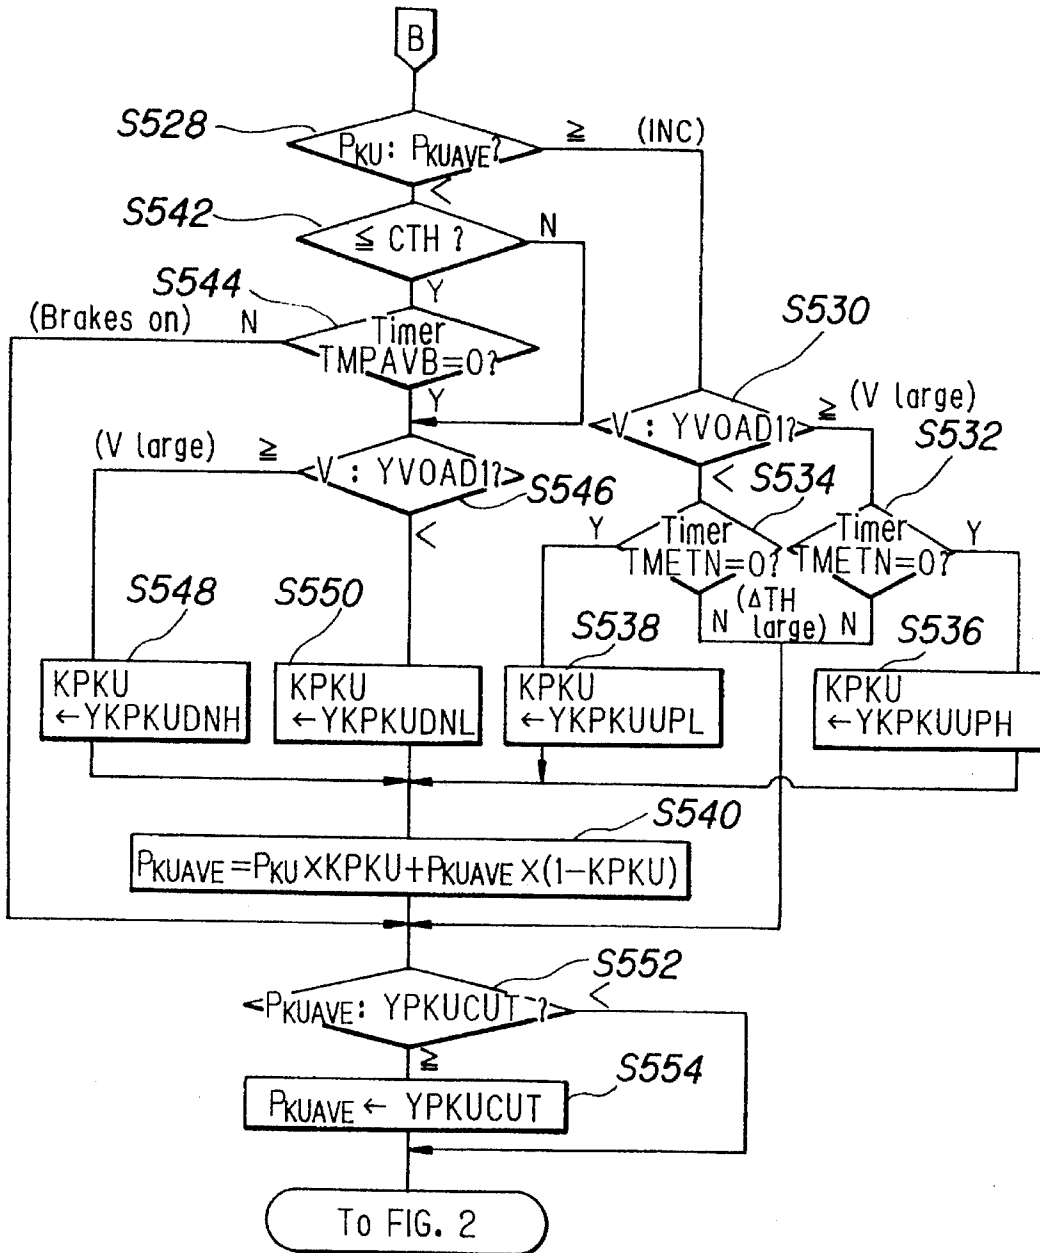 B
S528
PKU: PKUAVE?
≧ (INC)
<
S542
≦ CTH ?
N
Y
S544
(Brakes on) N
Timer
TMPAVB=0?
Y
S530
V : YVOAD1?
≧ (V large)
<
S532
S534
(V large) ≧
V : YVOAD1?
S546
<
Y
Timer
TMETN=0?
N
(ΔTH
large)
Timer
TMETN=0?
Y
N
S548
KPKU
←YKPKUDNH
S550
KPKU
←YKPKUDNL
S538
KPKU
←YKPKUUPL
S536
KPKU
←YKPKUUPH
S540
PKUAVE=PKU×KPKU+PKUAVE×(1-KPKU)
S552
PKUAVE: YPKUCUT ?
<
≧
S554
PKUAVE ← YPKUCUT
To FIG. 2